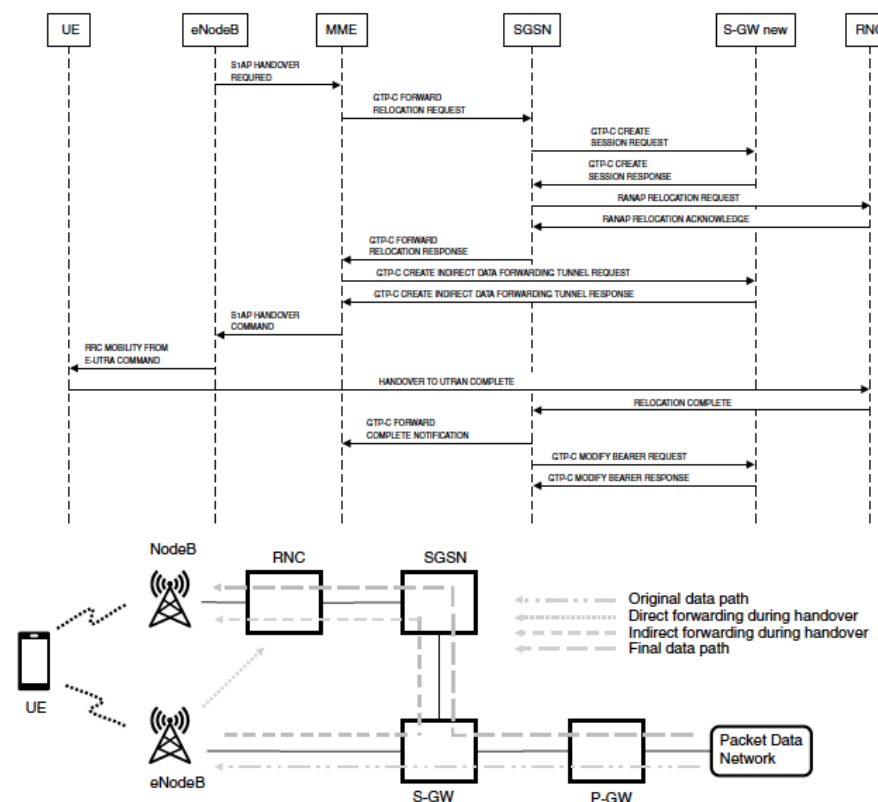 UE eNodeB MME SGSN S-GW new RNC
S1AP HANDOVER
REQUIRED
GTP-C FORWARD
RELOCATION REQUEST
GTP-C CREATE
SESSION REQUEST
GTP-C CREATE
SESSION RESPONSE
RANAP RELOCATION REQUEST
RANAP RELOCATION ACKNOWLEDGE
GTP-C FORWARD
RELOCATION RESPONSE
GTP-C CREATE INDIRECT DATA FORWARDING TUNNEL REQUEST
GTP-C CREATE INDIRECT DATA FORWARDING TUNNEL RESPONSE
S1AP HANDOVER
COMMAND
RRC MOBILITY FROM
E-UTRA COMMAND
HANDOVER TO UTRAN COMPLETE
RELOCATION COMPLETE
GTP-C FORWARD
COMPLETE NOTIFICATION
GTP-C MODIFY BEARER REQUEST
GTP-C MODIFY BEARER RESPONSE
NodeB
RNC
SGSN
Original data path
Direct forwarding during handover
Indirect forwarding during handover
Final data path
UE
eNodeB
S-GW
P-GW
Packet Data
Network